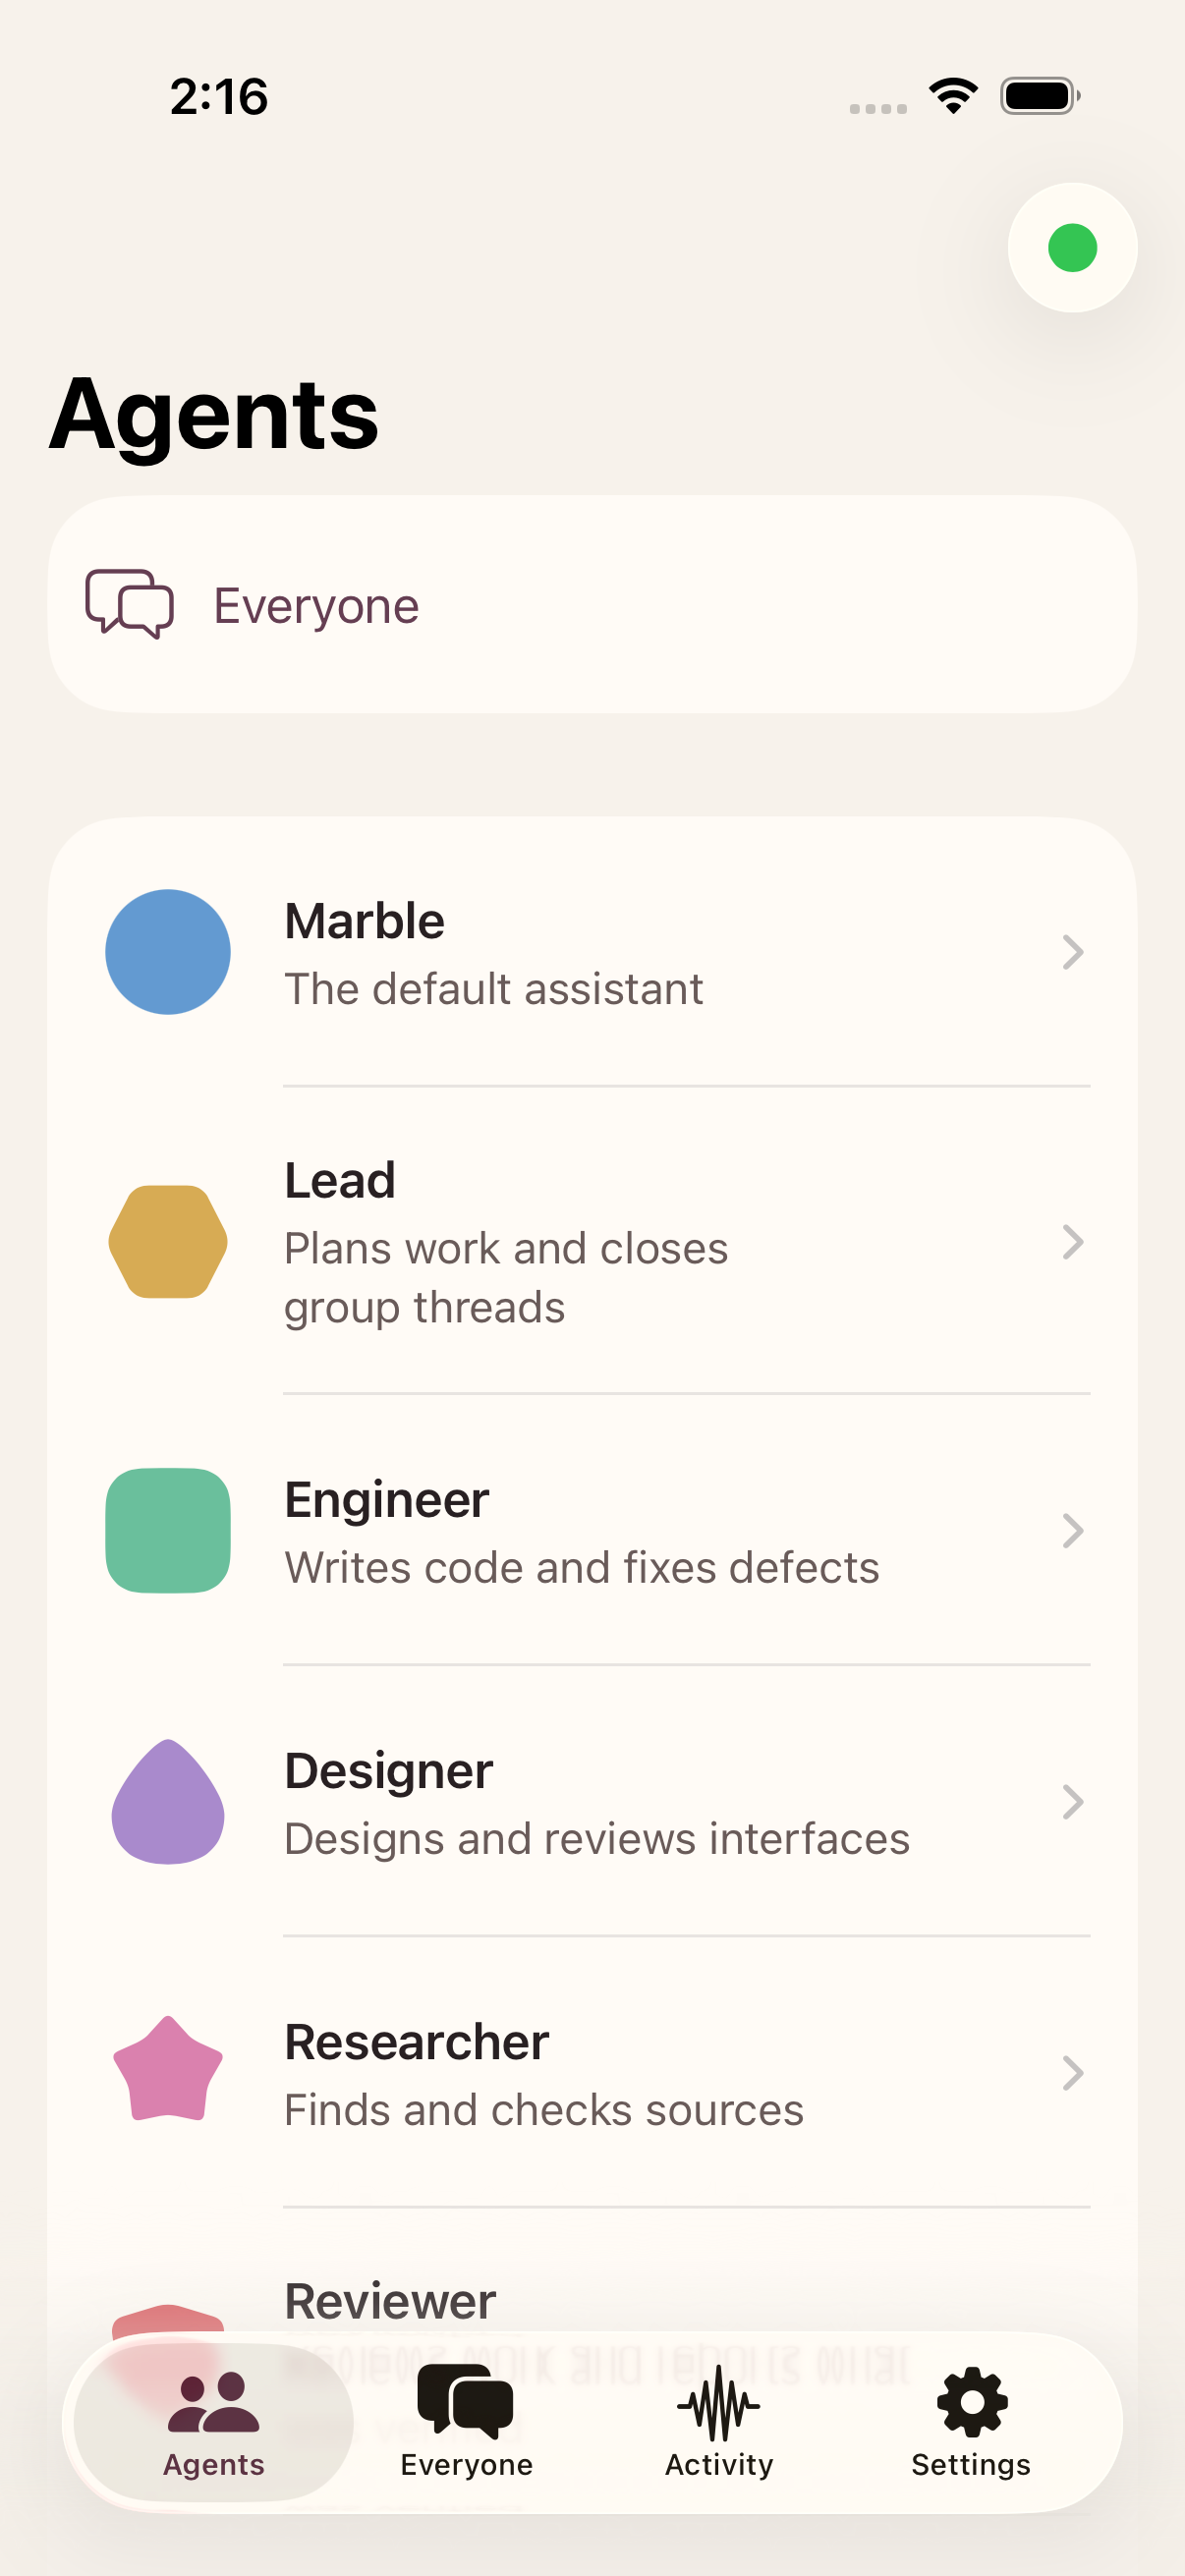 2:16
Agents
Everyone
Marble
The default assistant
Lead
Plans work and closes
group threads
Engineer
Writes code and fixes defects
Designer
Designs and reviews interfaces
Researcher
Finds and checks sources
Reviewer
Agents
Everyone
Activity
Settings